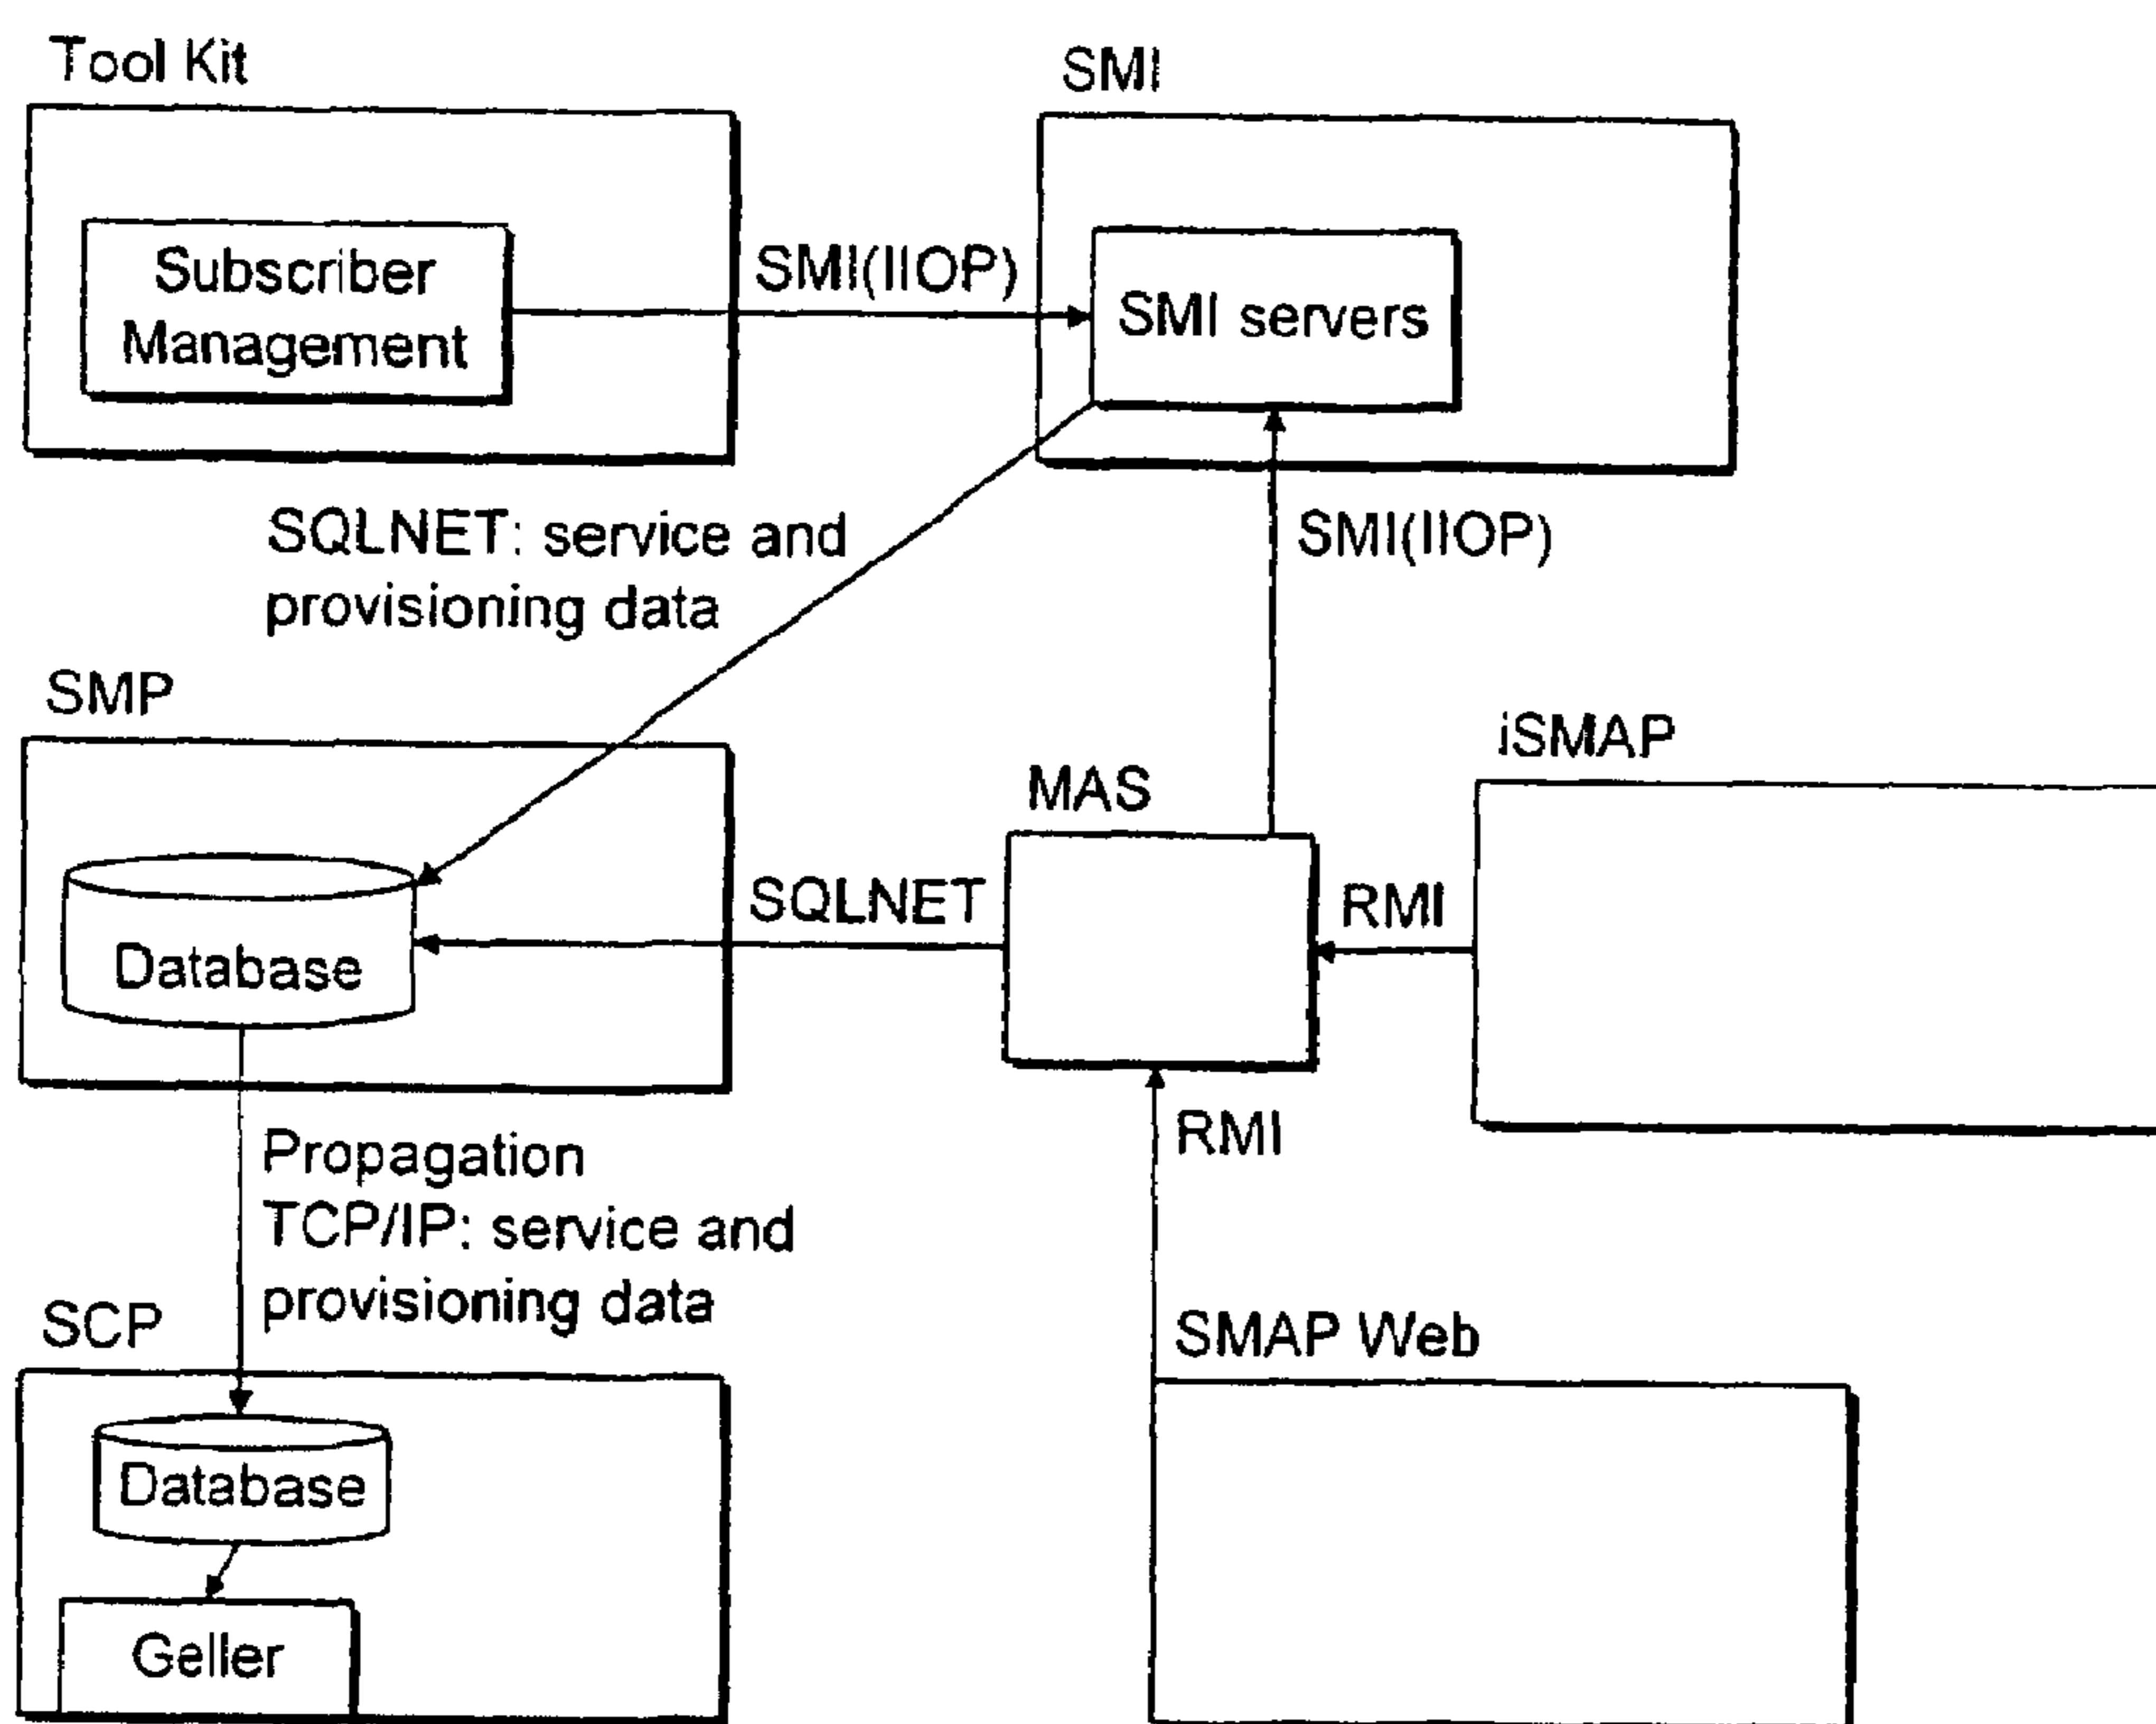 Tool Kit
SMI
Subscriber
Management
SMI(IIOP)
SMI servers
SQLNET: service and
provisioning data
SMI(IIOP)
SMP
iSMAP
MAS
SQLNET
RMI
Database
RMI
Propagation
TCP/IP: service and
provisioning data
SCP
SMAP Web
Database
Geller